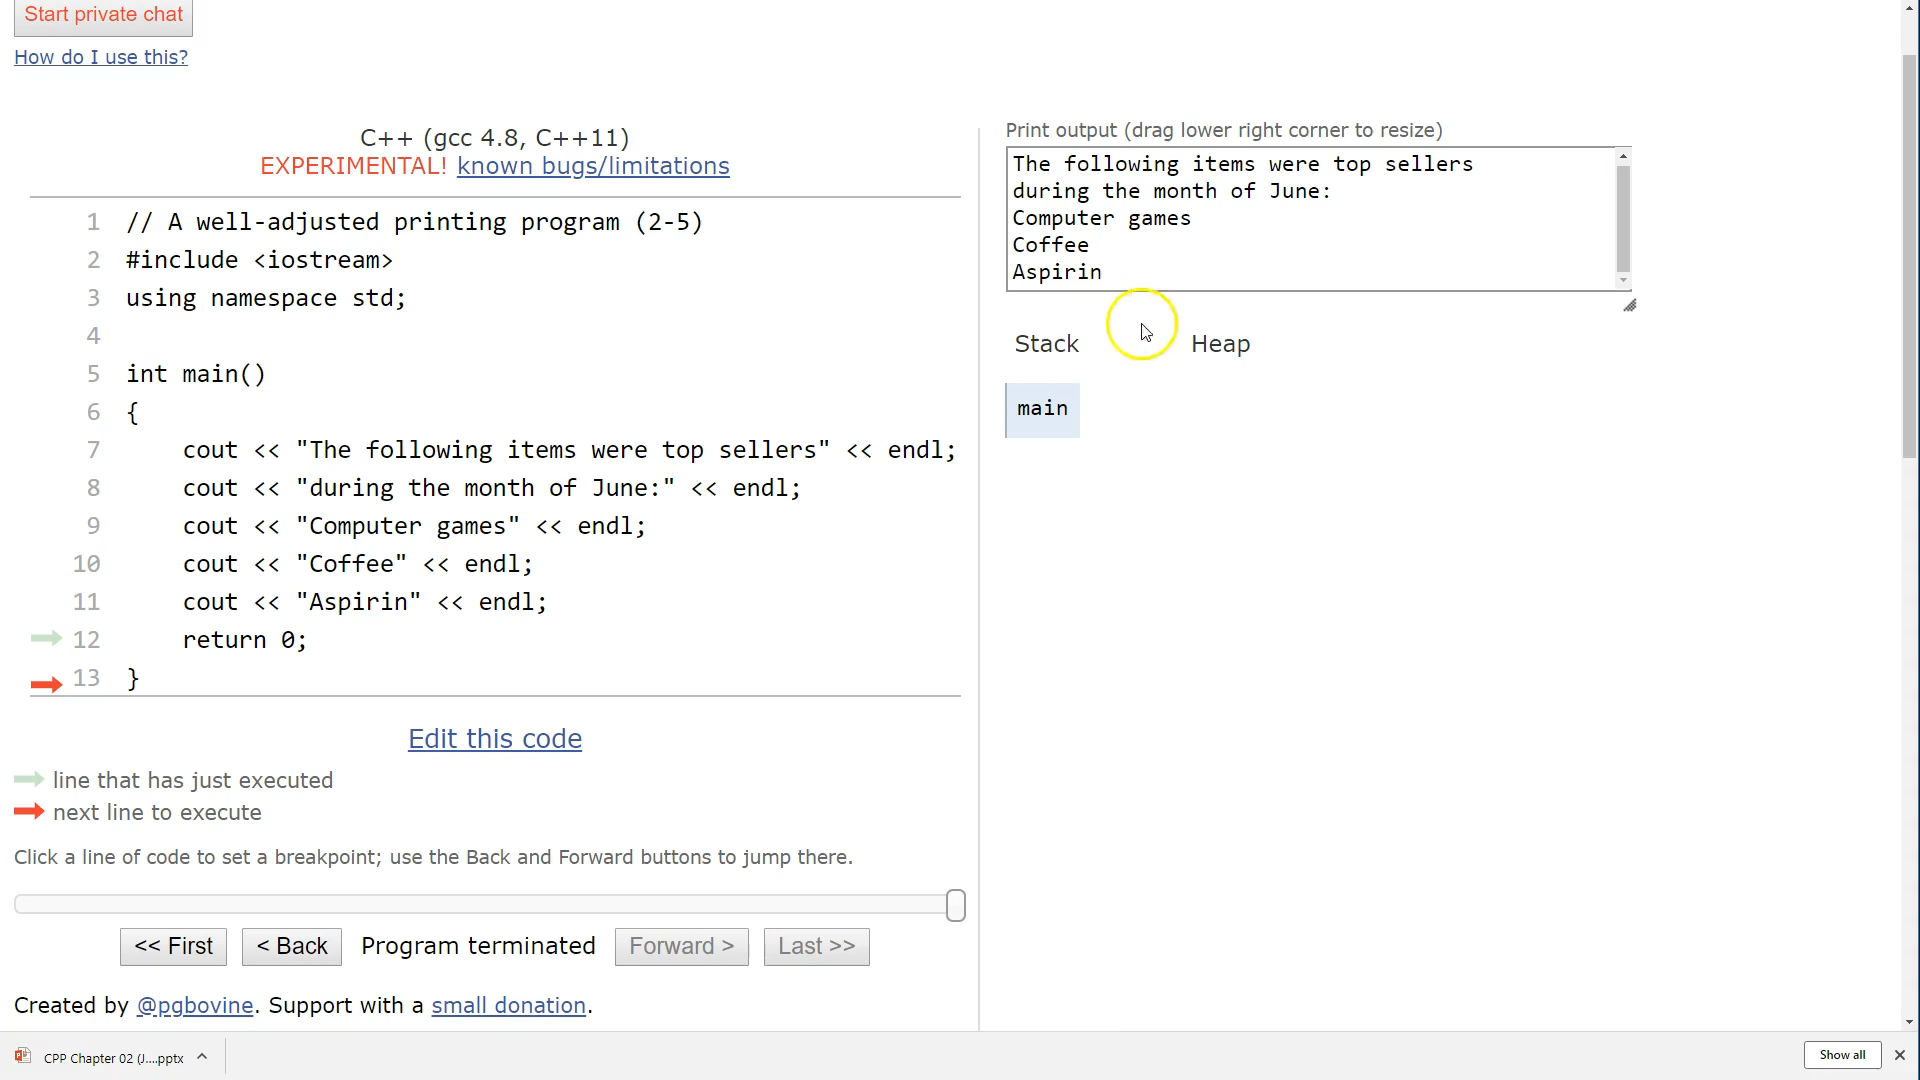 Start private chat
How do I use this?
C++ (gcc 4.8, C++11)
EXPERIMENTAL! known bugs/limitations
1 // A well-adjusted printing program (2-5)
2 #include <iostream>
3 using namespace std;
4
5 int main()
6 {
7 cout << "The following items were top sellers" << endl;
8 cout << "during the month of June:" << endl;
9 cout << "Computer games" << endl;
10 cout << "Coffee" << endl;
11 cout << "Aspirin" << endl;
12 return 0;
13 }
Edit this code
line that has just executed
next line to execute
Click a line of code to set a breakpoint; use the Back and Forward buttons to jump there.
<< First < Back Program terminated Forward > Last >>
Created by @pgbovine. Support with a small donation.
Print output (drag lower right corner to resize)
The following items were top sellers
during the month of June:
Computer games
Coffee
Aspirin
Stack Heap
main
CPP Chapter 02 (J....pptx
Show all